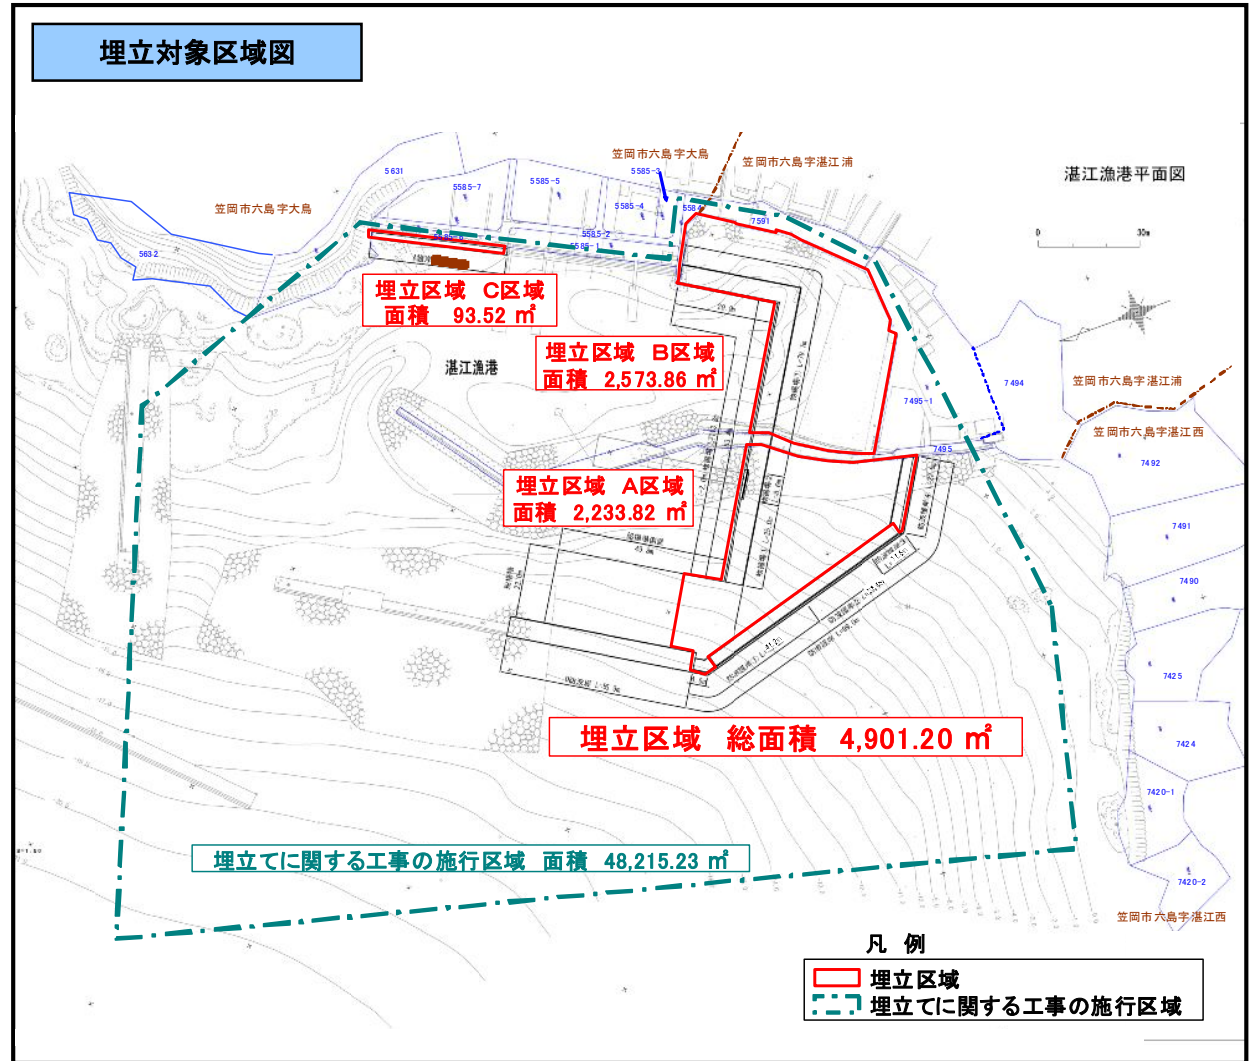 埋立対象区域図
湛江漁港平面図
0 30m
笠岡市六島字大鳥
笠岡市六島字湛江浦
笠岡市六島字大鳥
5631
5585-7
5585-5
5585-3
5585-4
5585-2
5585-1
7591
5632
埋立区域 C区域
面積 93.52 ㎡
埋立区域 B区域
面積 2,573.86 ㎡
湛江漁港
7494
7495-1
7495
笠岡市六島字湛江浦
笠岡市六島字湛江西
7492
埋立区域 A区域
面積 2,233.82 ㎡
7491
7490
7425
7424
7420-1
7420-2
埋立区域 総面積 4,901.20 ㎡
埋立てに関する工事の施行区域 面積 48,215.23 ㎡
笠岡市六島字湛江西
凡 例
埋立区域
埋立てに関する工事の施行区域